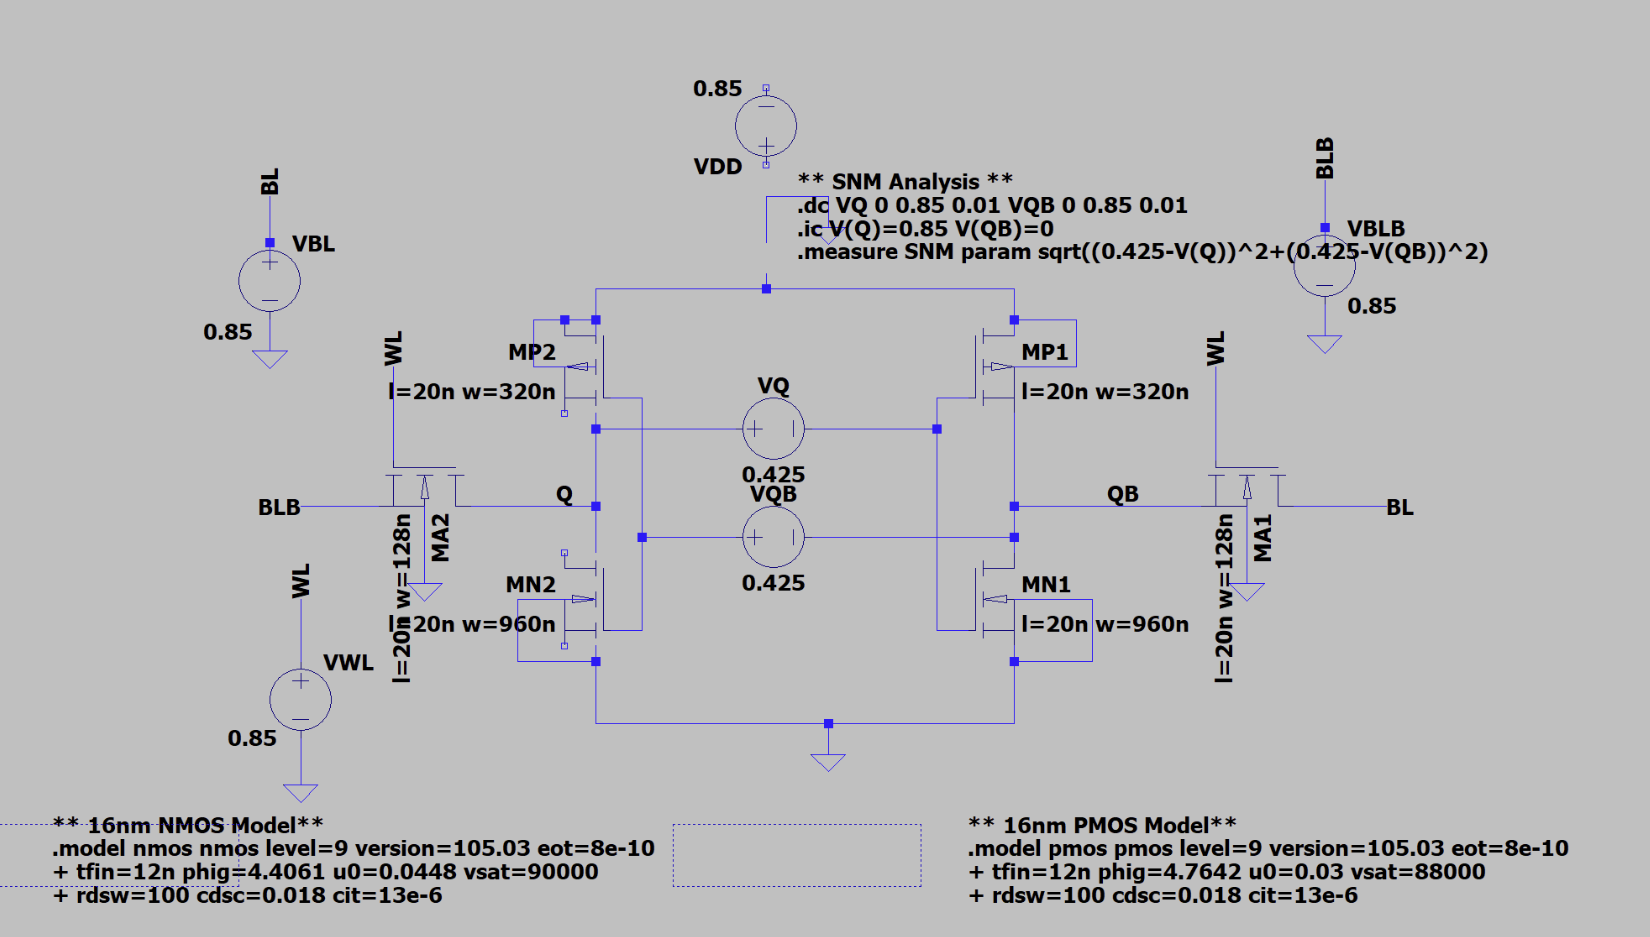 0.85
VDD
BL
BLB
** SNM Analysis **
.dc VQ 0 0.85 0.01 VQB 0 0.85 0.01
.ic V(Q)=0.85 V(QB)=0
.measure SNM param sqrt((0.425-V(Q))^2+(0.425-V(QB))^2)
VBL
0.85
VBLB
0.85
WL
MP2
l=20n w=320n
MP1
l=20n w=320n
WL
VQ
0.425
VQB
0.425
BLB
Q
QB
BL
MA2
l=20n w=128n
MA1
l=20n w=128n
MN2
l=20n w=960n
MN1
l=20n w=960n
WL
VWL
0.85
** 16nm NMOS Model**
.model nmos nmos level=9 version=105.03 eot=8e-10
+ tfin=12n phig=4.4061 u0=0.0448 vsat=90000
+ rdsw=100 cdsc=0.018 cit=13e-6
** 16nm PMOS Model**
.model pmos pmos level=9 version=105.03 eot=8e-10
+ tfin=12n phig=4.7642 u0=0.03 vsat=88000
+ rdsw=100 cdsc=0.018 cit=13e-6